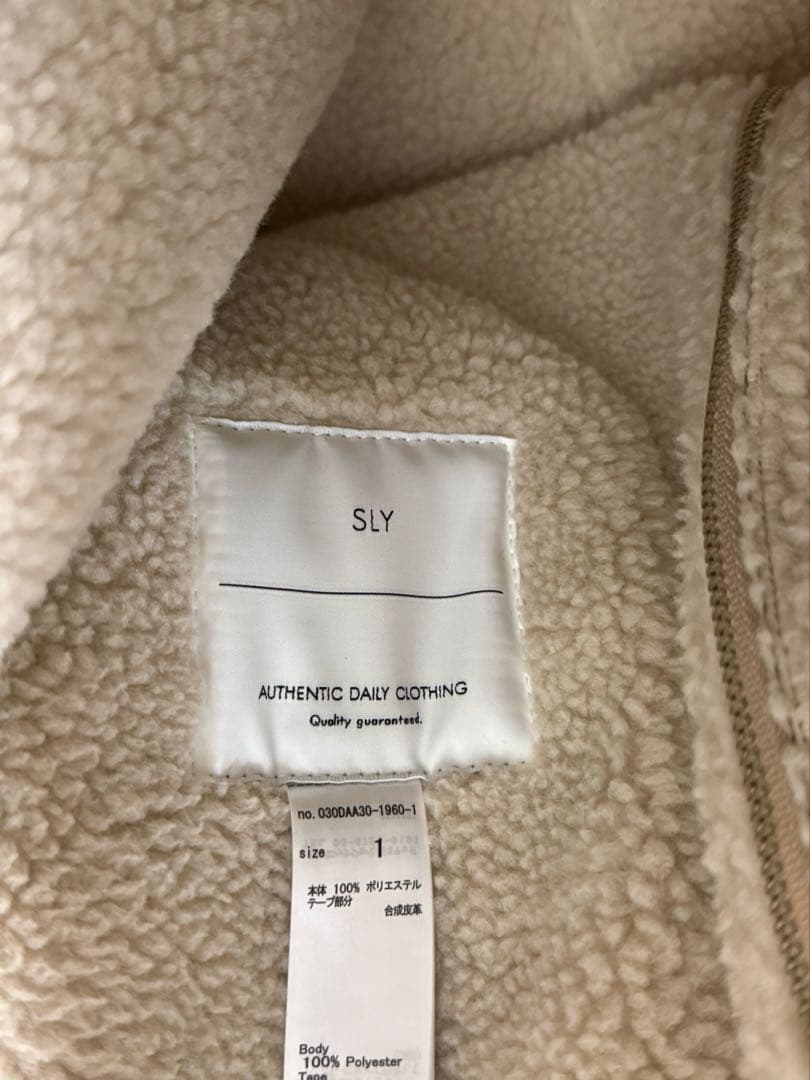 SLY
AUTHENTIC DAILY CLOTHING
Quality guaranteed.
no. 030DAA30-1960-1
size 1
本体 100% ポリエステル
テープ部分
合成皮革
Body
100% Polyester
Tape